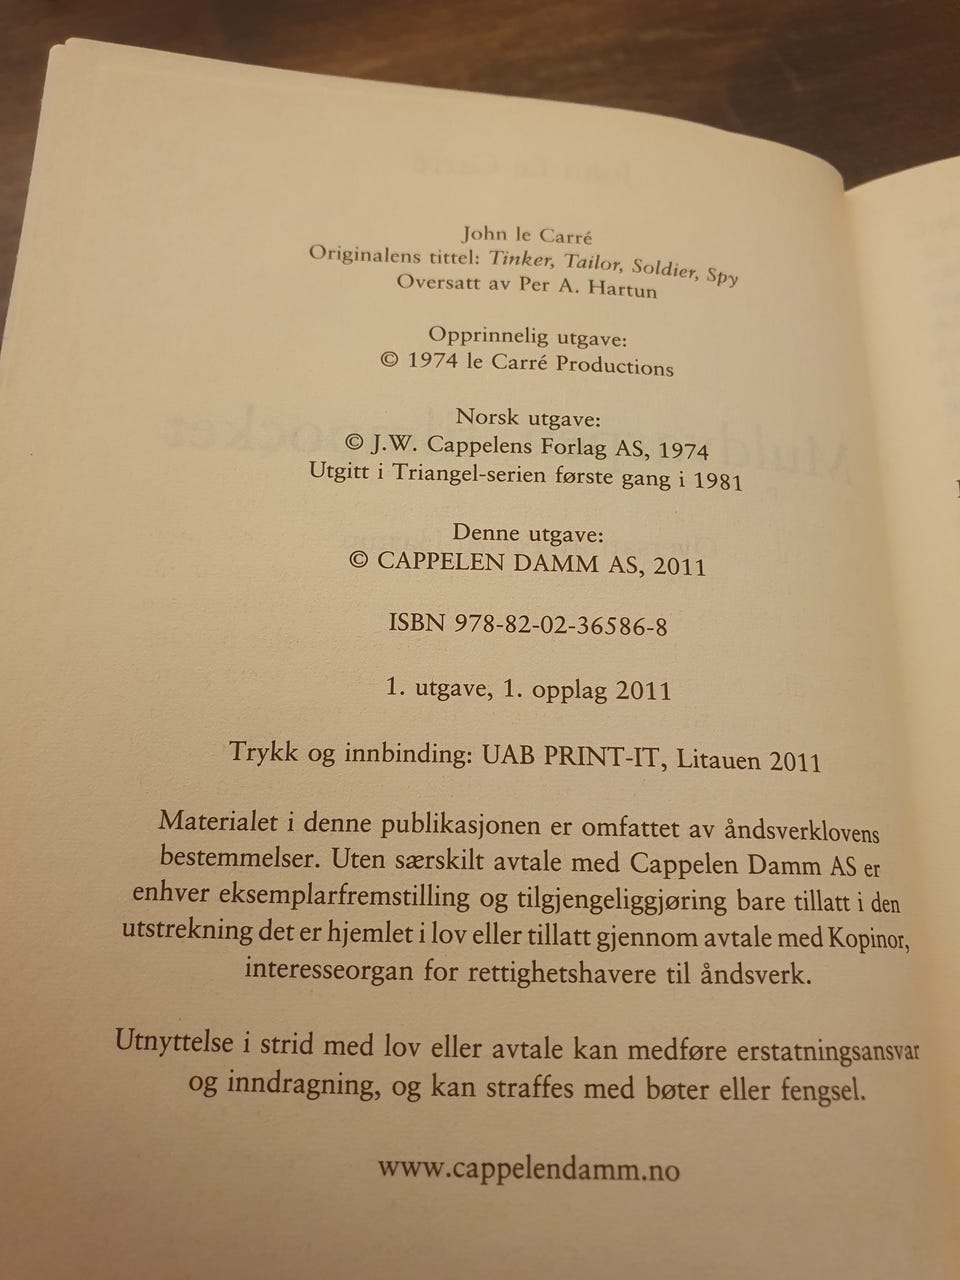 John le Carré
Originalens tittel: Tinker, Tailor, Soldier, Spy
Oversatt av Per A. Hartun
Opprinnelig utgave:
© 1974 le Carré Productions
Norsk utgave:
© J.W. Cappelens Forlag AS, 1974
Utgitt i Triangel-serien første gang i 1981
Denne utgave:
© CAPPELEN DAMM AS, 2011
ISBN 978-82-02-36586-8
1. utgave, 1. opplag 2011
Trykk og innbinding: UAB PRINT-IT, Litauen 2011
Materialet i denne publikasjonen er omfattet av åndsverklovens
bestemmelser. Uten særskilt avtale med Cappelen Damm AS er
enhver eksemplarfremstilling og tilgjengeliggjøring bare tillatt i den
utstrekning det er hjemlet i lov eller tillatt gjennom avtale med Kopinor,
interesseorgan for rettighetshavere til åndsverk.
Utnyttelse i strid med lov eller avtale kan medføre erstatningsansvar
og inndragning, og kan straffes med bøter eller fengsel.
www.cappelendamm.no